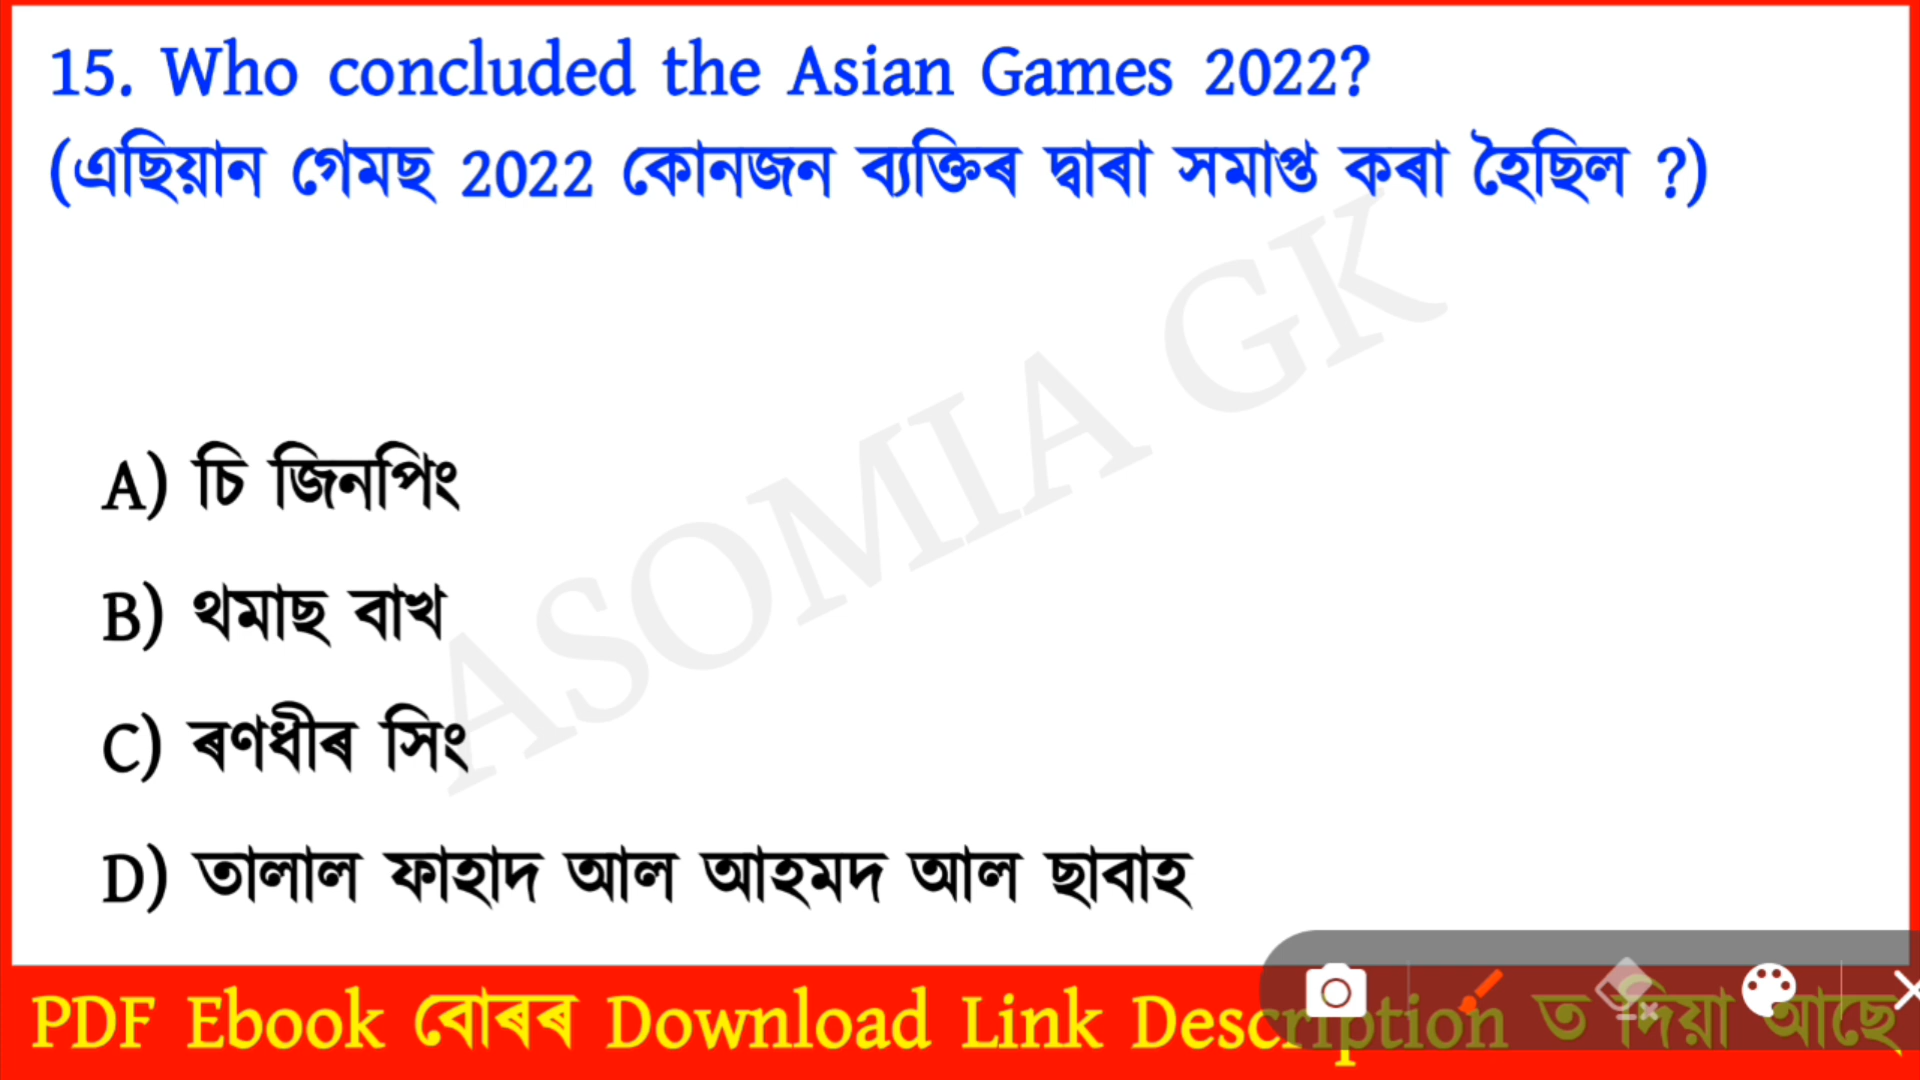 15. Who concluded the Asian Games 2022?
(এছিয়ান গেমছ 2022 কোনজন ব্যক্তিৰ দ্বাৰা সমাপ্ত কৰা হৈছিল ?)
ASOMIA GK
A) চি জিনপিং
B) থমাছ বাখ
C) ৰণধীৰ সিং
D) তালাল ফাহাদ আল আহমদ আল ছাবাহ
PDF Ebook বোৰৰ Download Link Description ত দিয়া আছে